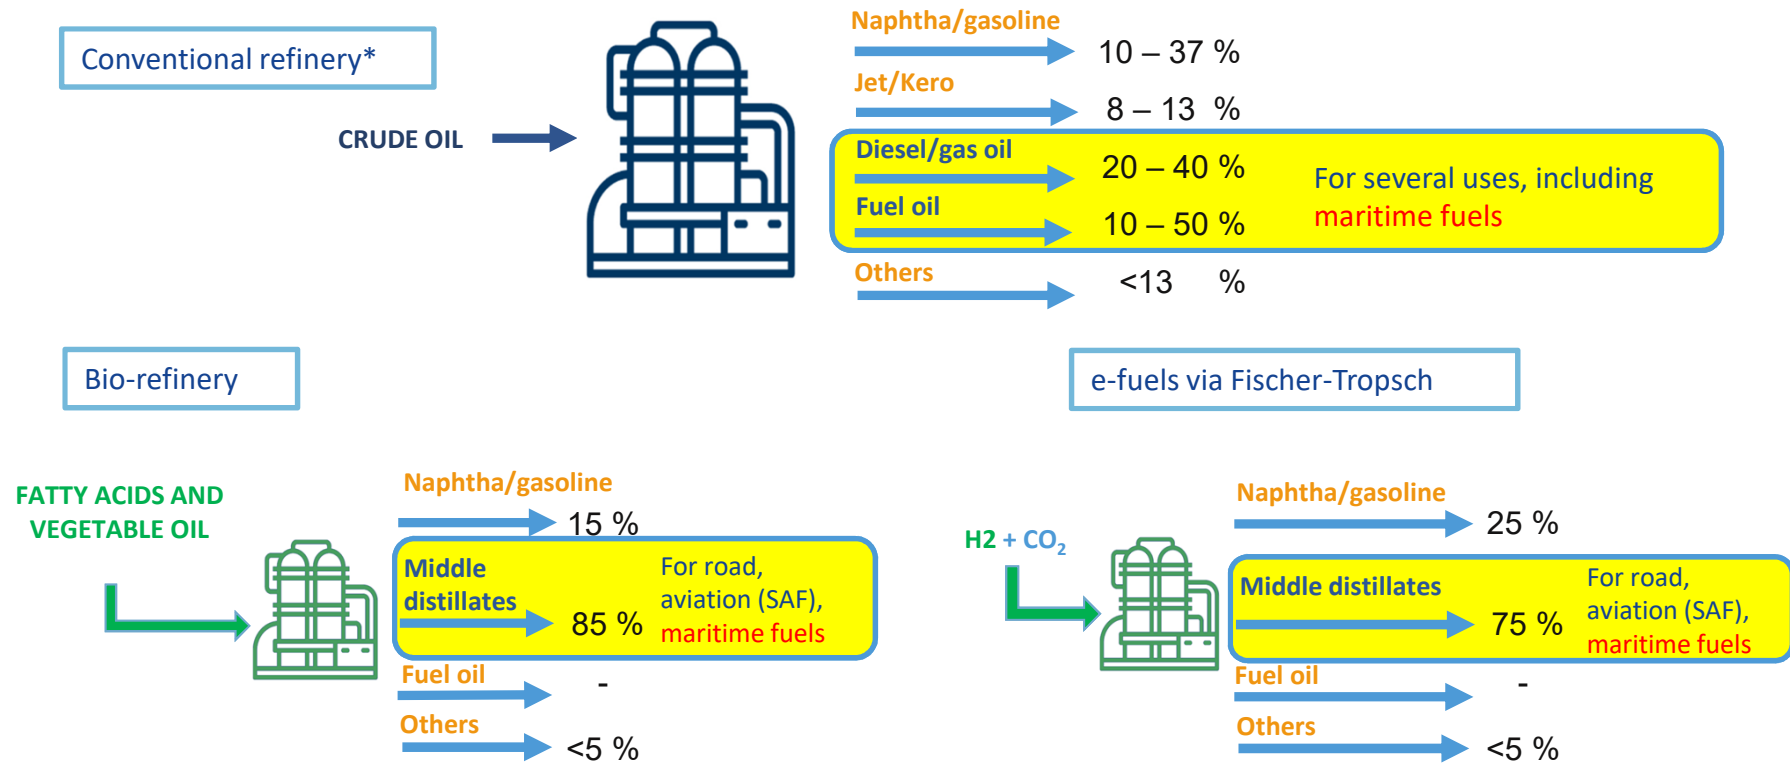 Conventional refinery*
CRUDE OIL
Naphtha/gasoline
10 – 37 %
Jet/Kero
8 – 13 %
Diesel/gas oil
20 – 40 %
Fuel oil
10 – 50 %
For several uses, including
maritime fuels
Others
<13 %
Bio-refinery
FATTY ACIDS AND
VEGETABLE OIL
Naphtha/gasoline
15 %
Middle
distillates
85 %
For road,
aviation (SAF),
maritime fuels
Fuel oil
-
Others
<5 %
e-fuels via Fischer-Tropsch
H2 + CO₂
Naphtha/gasoline
25 %
Middle distillates
75 %
For road,
aviation (SAF),
maritime fuels
Fuel oil
-
Others
<5 %